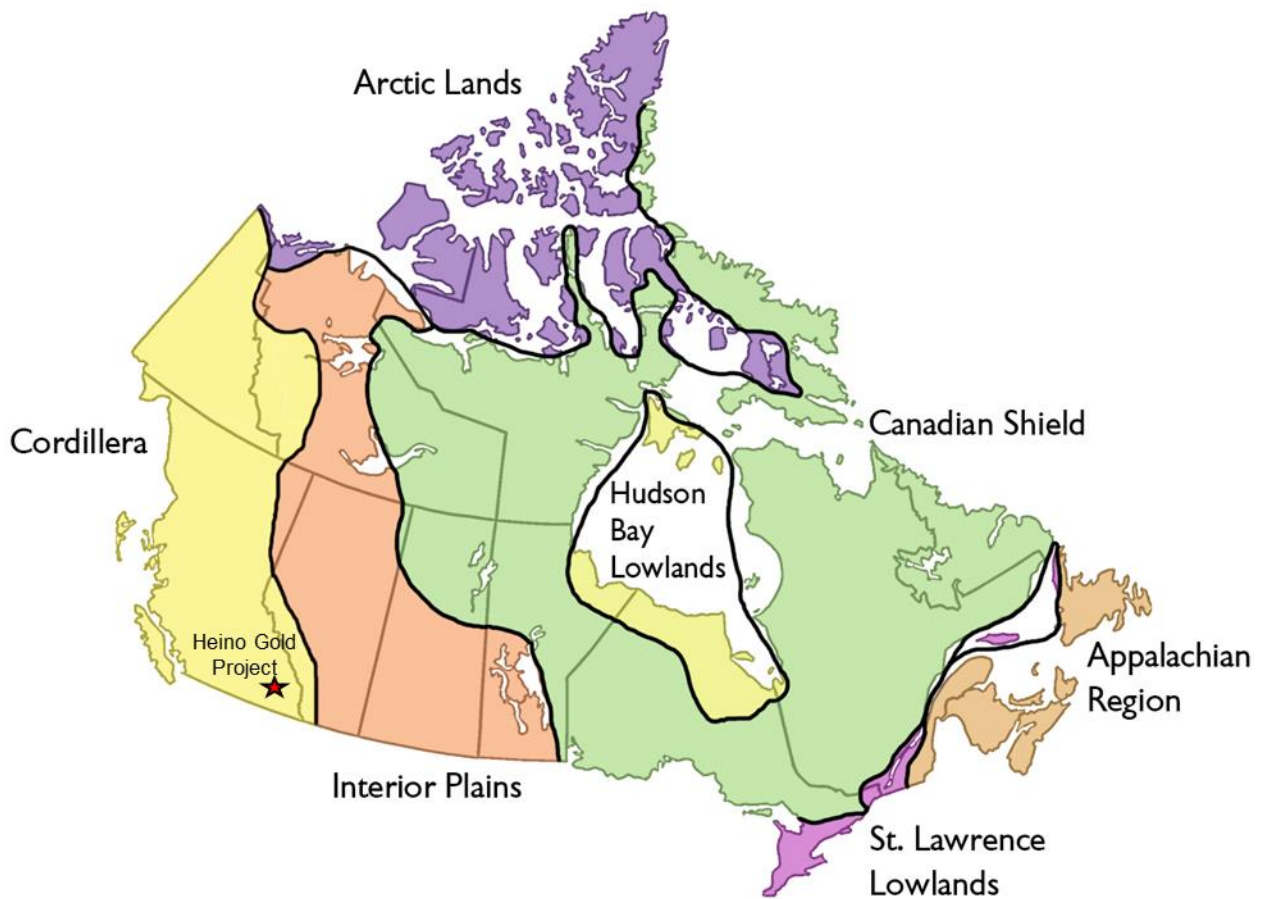 Arctic Lands
Cordillera
Canadian Shield
Hudson
Bay
Lowlands
Heino Gold
Project
Appalachian
Region
Interior Plains
St. Lawrence
Lowlands